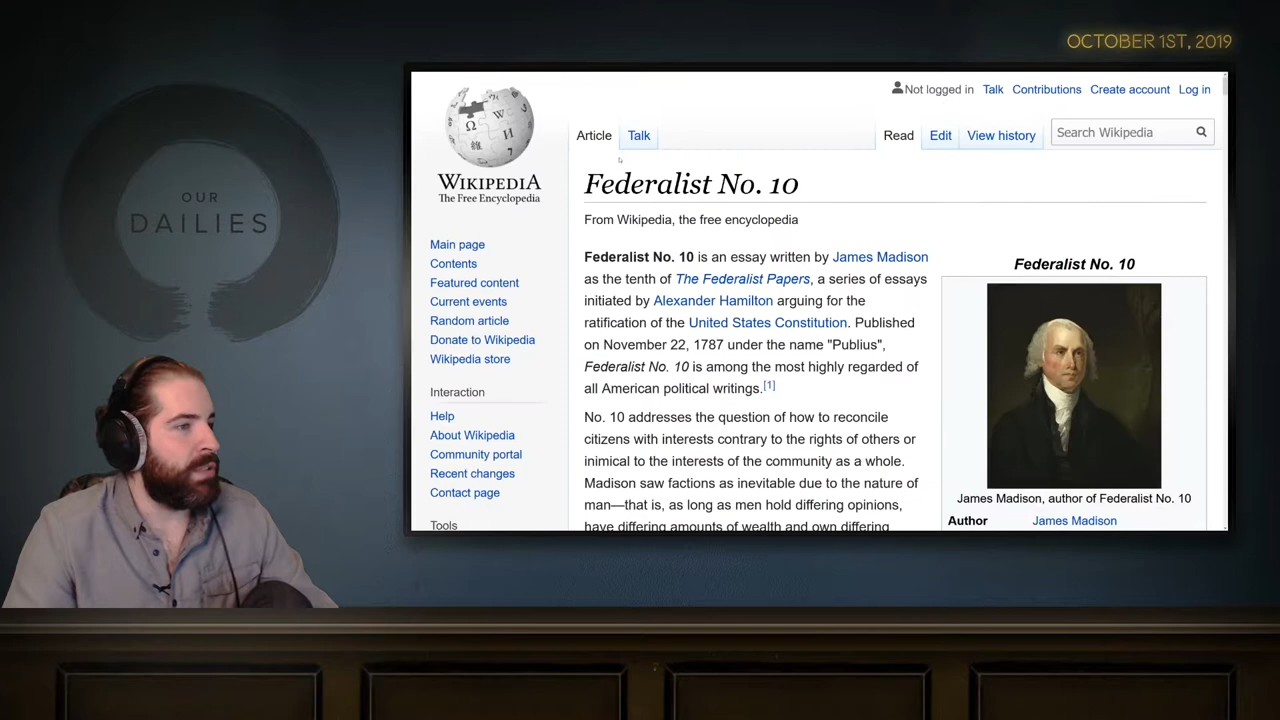 OCTOBER 1ST, 2019
OUR
DAILIES
WIKIPEDIA
The Free Encyclopedia
Main page
Contents
Featured content
Current events
Random article
Donate to Wikipedia
Wikipedia store
Interaction
Help
About Wikipedia
Community portal
Recent changes
Contact page
Tools
Not logged in Talk Contributions Create account Log in
Article Talk Read Edit View history Search Wikipedia
Federalist No. 10
From Wikipedia, the free encyclopedia
Federalist No. 10 is an essay written by James Madison
as the tenth of The Federalist Papers, a series of essays
initiated by Alexander Hamilton arguing for the
ratification of the United States Constitution. Published
on November 22, 1787 under the name "Publius",
Federalist No. 10 is among the most highly regarded of
all American political writings.[1]
No. 10 addresses the question of how to reconcile
citizens with interests contrary to the rights of others or
inimical to the interests of the community as a whole.
Madison saw factions as inevitable due to the nature of
man—that is, as long as men hold differing opinions,
have differing amounts of wealth and own differing
Federalist No. 10
James Madison, author of Federalist No. 10
Author James Madison